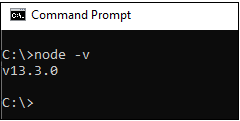 Command Prompt
C:\>node -v
v13.3.0
C:\>